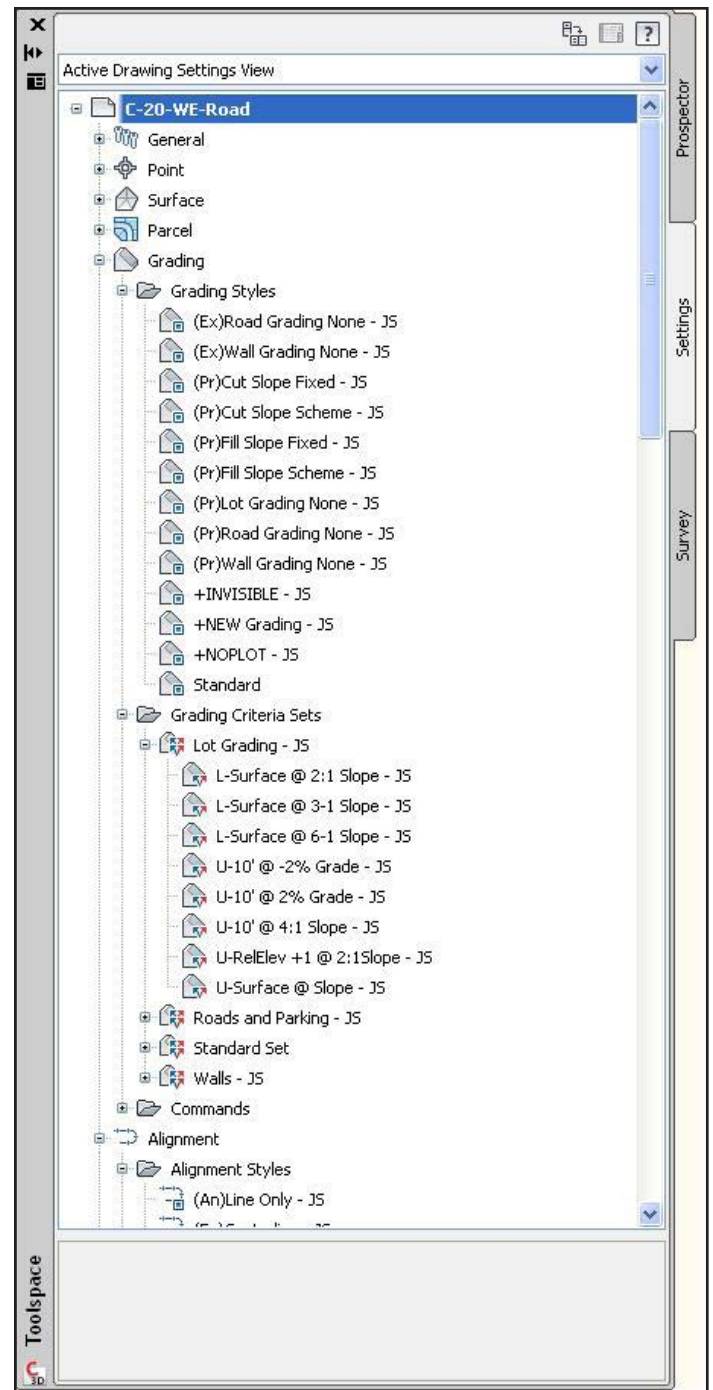 Active Drawing Settings View
C-20-WE-Road
General
Point
Surface
Parcel
Grading
Grading Styles
(Ex)Road Grading None - JS
(Ex)Wall Grading None - JS
(Pr)Cut Slope Fixed - JS
(Pr)Cut Slope Scheme - JS
(Pr)Fill Slope Fixed - JS
(Pr)Fill Slope Scheme - JS
(Pr)Lot Grading None - JS
(Pr)Road Grading None - JS
(Pr)Wall Grading None - JS
+INVISIBLE - JS
+NEW Grading - JS
+NOPLOT - JS
Standard
Grading Criteria Sets
Lot Grading - JS
L-Surface @ 2:1 Slope - JS
L-Surface @ 3-1 Slope - JS
L-Surface @ 6-1 Slope - JS
U-10' @ -2% Grade - JS
U-10' @ 2% Grade - JS
U-10' @ 4:1 Slope - JS
U-RelElev +1 @ 2:1Slope - JS
U-Surface @ Slope - JS
Roads and Parking - JS
Standard Set
Walls - JS
Commands
Alignment
Alignment Styles
(An)Line Only - JS
Prospector
Settings
Survey
Toolspace
3D